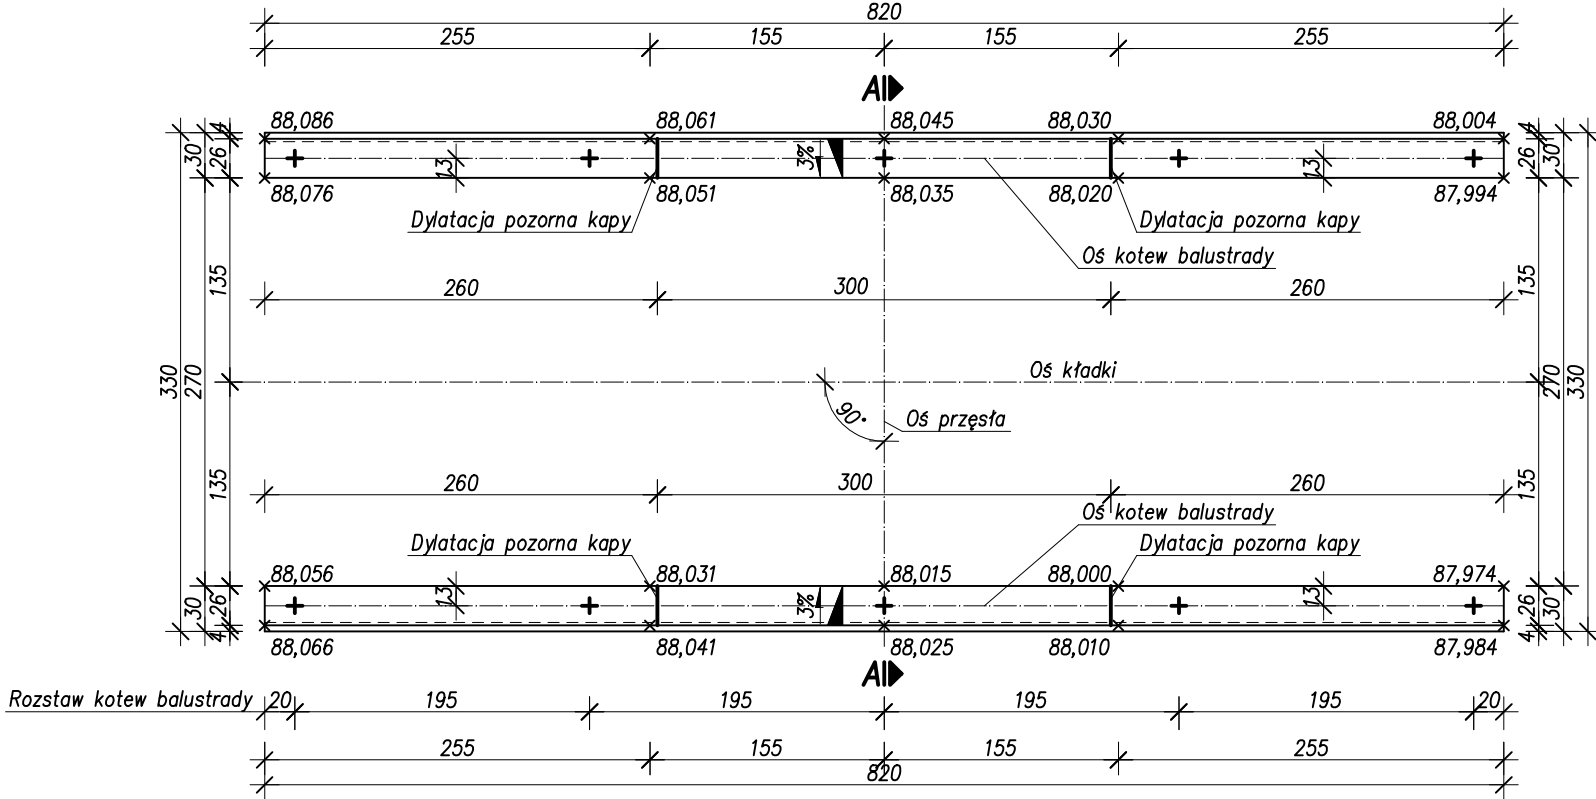 820
255 155 155 255
A
88,086 88,061 88,045 88,030 88,004
4 26 30 13 3% 13 4 26 30
88,076 88,051 88,035 88,020 87,994
Dylatacja pozorna kapy Dylatacja pozorna kapy
Oś kotew balustrady
135 135
260 300 260
330 270 Oś kładki 270 330
90° Oś przęsła
135 135
260 300 260
Oś kotew balustrady
Dylatacja pozorna kapy Dylatacja pozorna kapy
88,056 88,031 88,015 88,000 87,974
30 26 4 13 3% 13 26 30 4
88,066 88,041 88,025 88,010 87,984
A
Rozstaw kotew balustrady 20 195 195 195 195 20
255 155 155 255
820